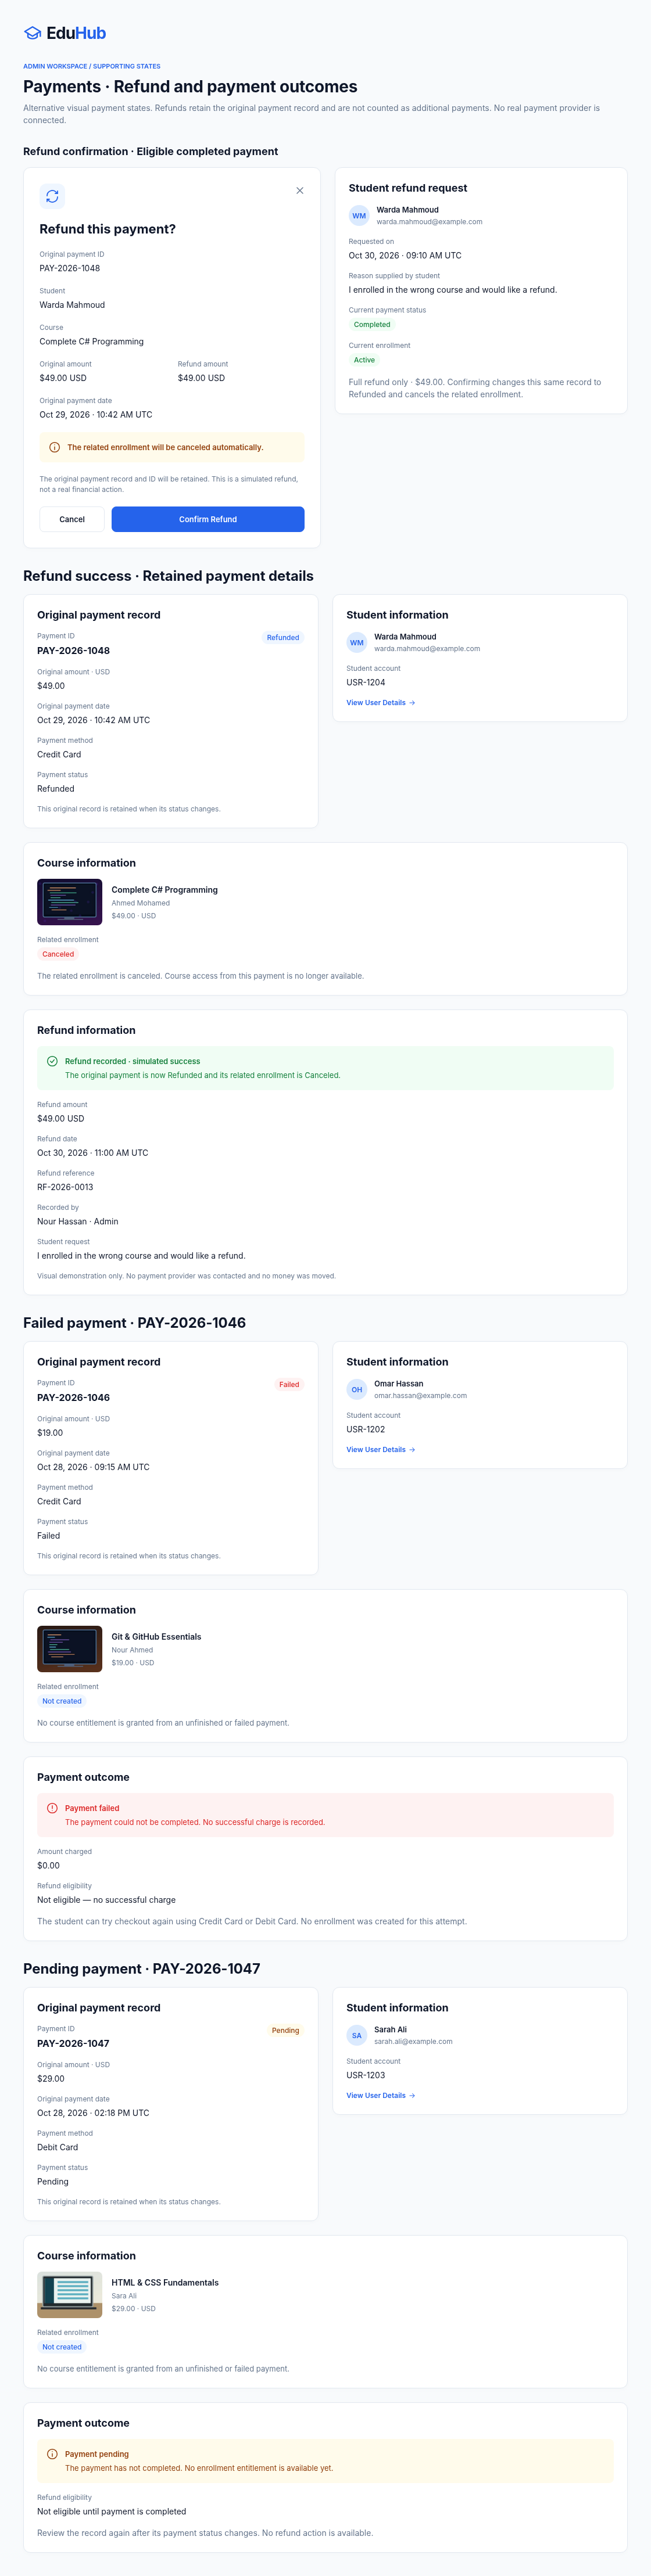 EduHub
ADMIN WORKSPACE / SUPPORTING STATES
Payments · Refund and payment outcomes
Alternative visual payment states. Refunds retain the original payment record and are not counted as additional payments. No real payment provider is
connected.
Refund confirmation · Eligible completed payment
Refund this payment?
Original payment ID
PAY-2026-1048
Student
Warda Mahmoud
Course
Complete C# Programming
Original amount
Refund amount
$49.00 USD
$49.00 USD
Original payment date
Oct 29, 2026 · 10:42 AM UTC
The related enrollment will be canceled automatically.
The original payment record and ID will be retained. This is a simulated refund,
not a real financial action.
Cancel
Confirm Refund
Student refund request
WM
Warda Mahmoud
warda.mahmoud@example.com
Requested on
Oct 30, 2026 · 09:10 AM UTC
Reason supplied by student
I enrolled in the wrong course and would like a refund.
Current payment status
Completed
Current enrollment
Active
Full refund only · $49.00. Confirming changes this same record to
Refunded and cancels the related enrollment.
Refund success · Retained payment details
Original payment record
Payment ID
Refunded
PAY-2026-1048
Original amount · USD
$49.00
Original payment date
Oct 29, 2026 · 10:42 AM UTC
Payment method
Credit Card
Payment status
Refunded
This original record is retained when its status changes.
Student information
WM
Warda Mahmoud
warda.mahmoud@example.com
Student account
USR-1204
View User Details →
Course information
Complete C# Programming
Ahmed Mohamed
$49.00 · USD
Related enrollment
Canceled
The related enrollment is canceled. Course access from this payment is no longer available.
Refund information
Refund recorded · simulated success
The original payment is now Refunded and its related enrollment is Canceled.
Refund amount
$49.00 USD
Refund date
Oct 30, 2026 · 11:00 AM UTC
Refund reference
RF-2026-0013
Recorded by
Nour Hassan · Admin
Student request
I enrolled in the wrong course and would like a refund.
Visual demonstration only. No payment provider was contacted and no money was moved.
Failed payment · PAY-2026-1046
Original payment record
Payment ID
Failed
PAY-2026-1046
Original amount · USD
$19.00
Original payment date
Oct 28, 2026 · 09:15 AM UTC
Payment method
Credit Card
Payment status
Failed
This original record is retained when its status changes.
Student information
OH
Omar Hassan
omar.hassan@example.com
Student account
USR-1202
View User Details →
Course information
Git & GitHub Essentials
Nour Ahmed
$19.00 · USD
Related enrollment
Not created
No course entitlement is granted from an unfinished or failed payment.
Payment outcome
Payment failed
The payment could not be completed. No successful charge is recorded.
Amount charged
$0.00
Refund eligibility
Not eligible — no successful charge
The student can try checkout again using Credit Card or Debit Card. No enrollment was created for this attempt.
Pending payment · PAY-2026-1047
Original payment record
Payment ID
Pending
PAY-2026-1047
Original amount · USD
$29.00
Original payment date
Oct 28, 2026 · 02:18 PM UTC
Payment method
Debit Card
Payment status
Pending
This original record is retained when its status changes.
Student information
SA
Sarah Ali
sarah.ali@example.com
Student account
USR-1203
View User Details →
Course information
HTML & CSS Fundamentals
Sara Ali
$29.00 · USD
Related enrollment
Not created
No course entitlement is granted from an unfinished or failed payment.
Payment outcome
Payment pending
The payment has not completed. No enrollment entitlement is available yet.
Refund eligibility
Not eligible until payment is completed
Review the record again after its payment status changes. No refund action is available.